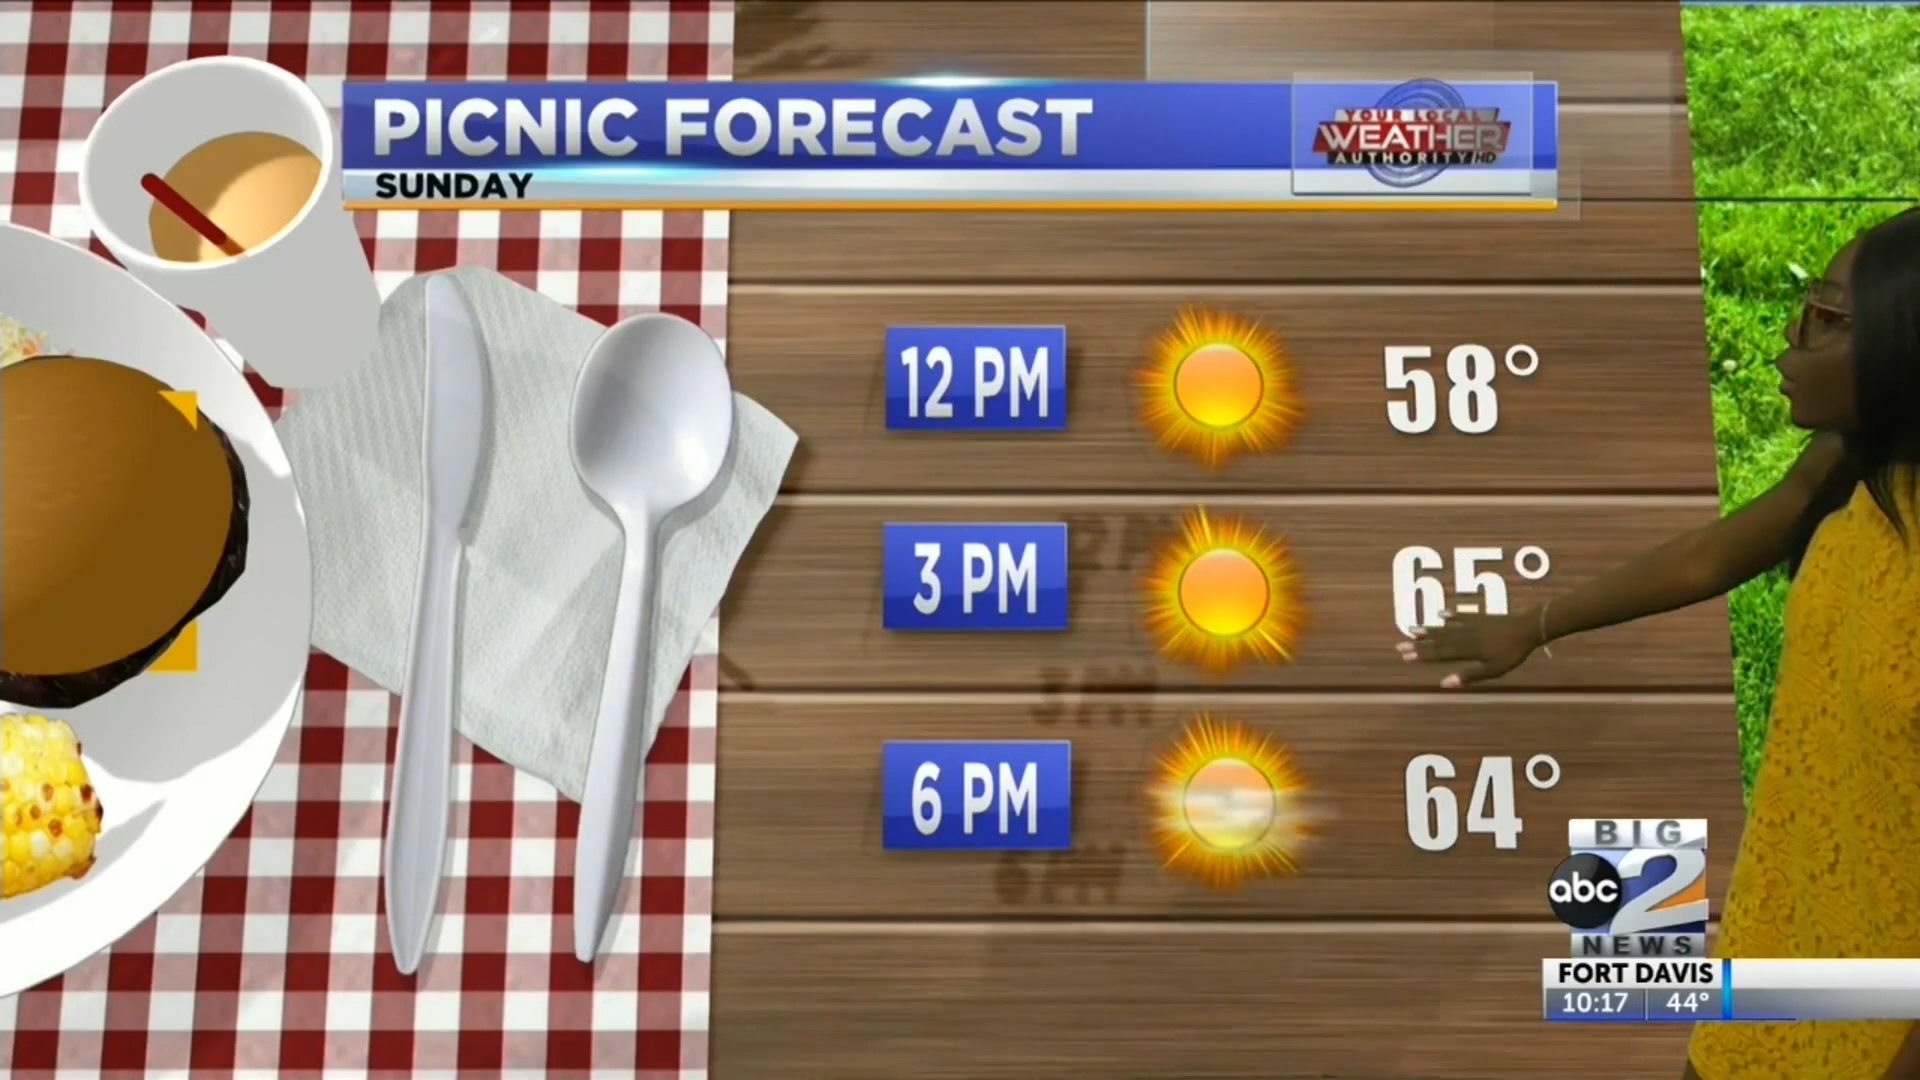 PICNIC FORECAST
SUNDAY
YOUR LOCAL
WEATHER
AUTHORITY HD
12 PM
58°
3 PM
65°
6 PM
64°
BIG
abc 2
NEWS
FORT DAVIS
10:17 44°